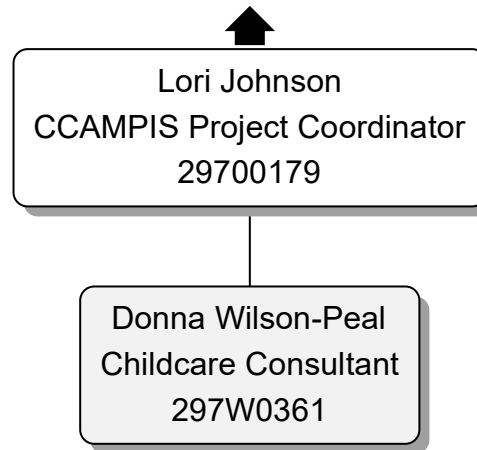 Lori Johnson
CCAMPIS Project Coordinator
29700179
Donna Wilson-Peal
Childcare Consultant
297W0361